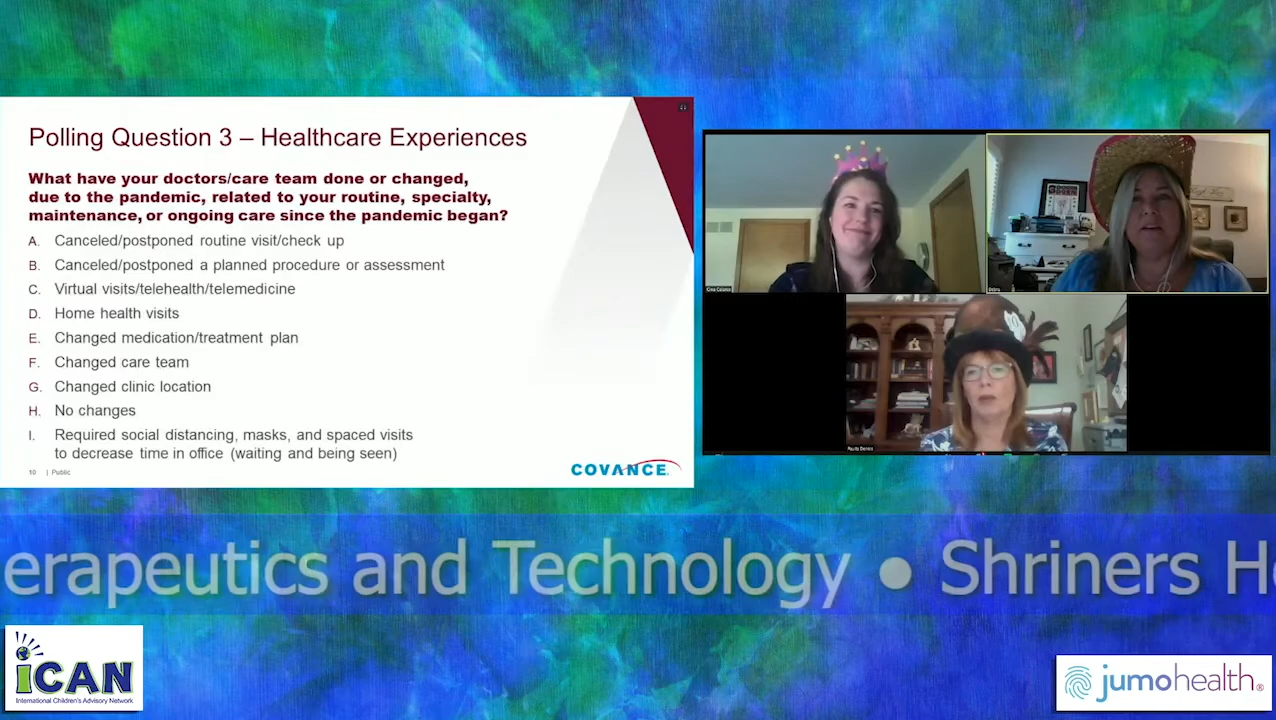 Polling Question 3 – Healthcare Experiences
What have your doctors/care team done or changed,
due to the pandemic, related to your routine, specialty,
maintenance, or ongoing care since the pandemic began?
A. Canceled/postponed routine visit/check up
B. Canceled/postponed a planned procedure or assessment
C. Virtual visits/telehealth/telemedicine
D. Home health visits
E. Changed medication/treatment plan
F. Changed care team
G. Changed clinic location
H. No changes
I. Required social distancing, masks, and spaced visits
to decrease time in office (waiting and being seen)
10 | Public
COVANCE
Debra
erapeutics and Technology • Shriners H
iCAN
International Children's Advisory Network
jumohealth®